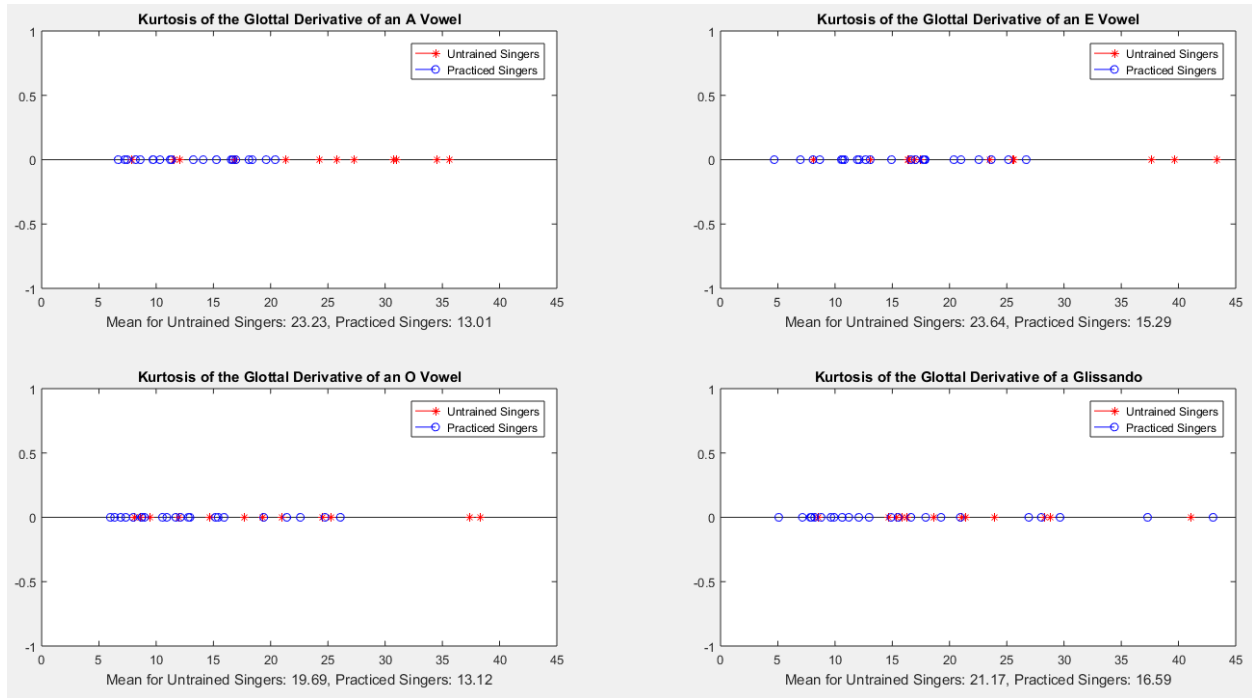 Kurtosis of the Glottal Derivative of an A Vowel
1
Untrained Singers
Practiced Singers
0.5
0
-0.5
-1
0 5 10 15 20 25 30 35 40 45
Mean for Untrained Singers: 23.23, Practiced Singers: 13.01
Kurtosis of the Glottal Derivative of an E Vowel
1
Untrained Singers
Practiced Singers
0.5
0
-0.5
-1
0 5 10 15 20 25 30 35 40 45
Mean for Untrained Singers: 23.64, Practiced Singers: 15.29
Kurtosis of the Glottal Derivative of an O Vowel
1
Untrained Singers
Practiced Singers
0.5
0
-0.5
-1
0 5 10 15 20 25 30 35 40 45
Mean for Untrained Singers: 19.69, Practiced Singers: 13.12
Kurtosis of the Glottal Derivative of a Glissando
1
Untrained Singers
Practiced Singers
0.5
0
-0.5
-1
0 5 10 15 20 25 30 35 40 45
Mean for Untrained Singers: 21.17, Practiced Singers: 16.59